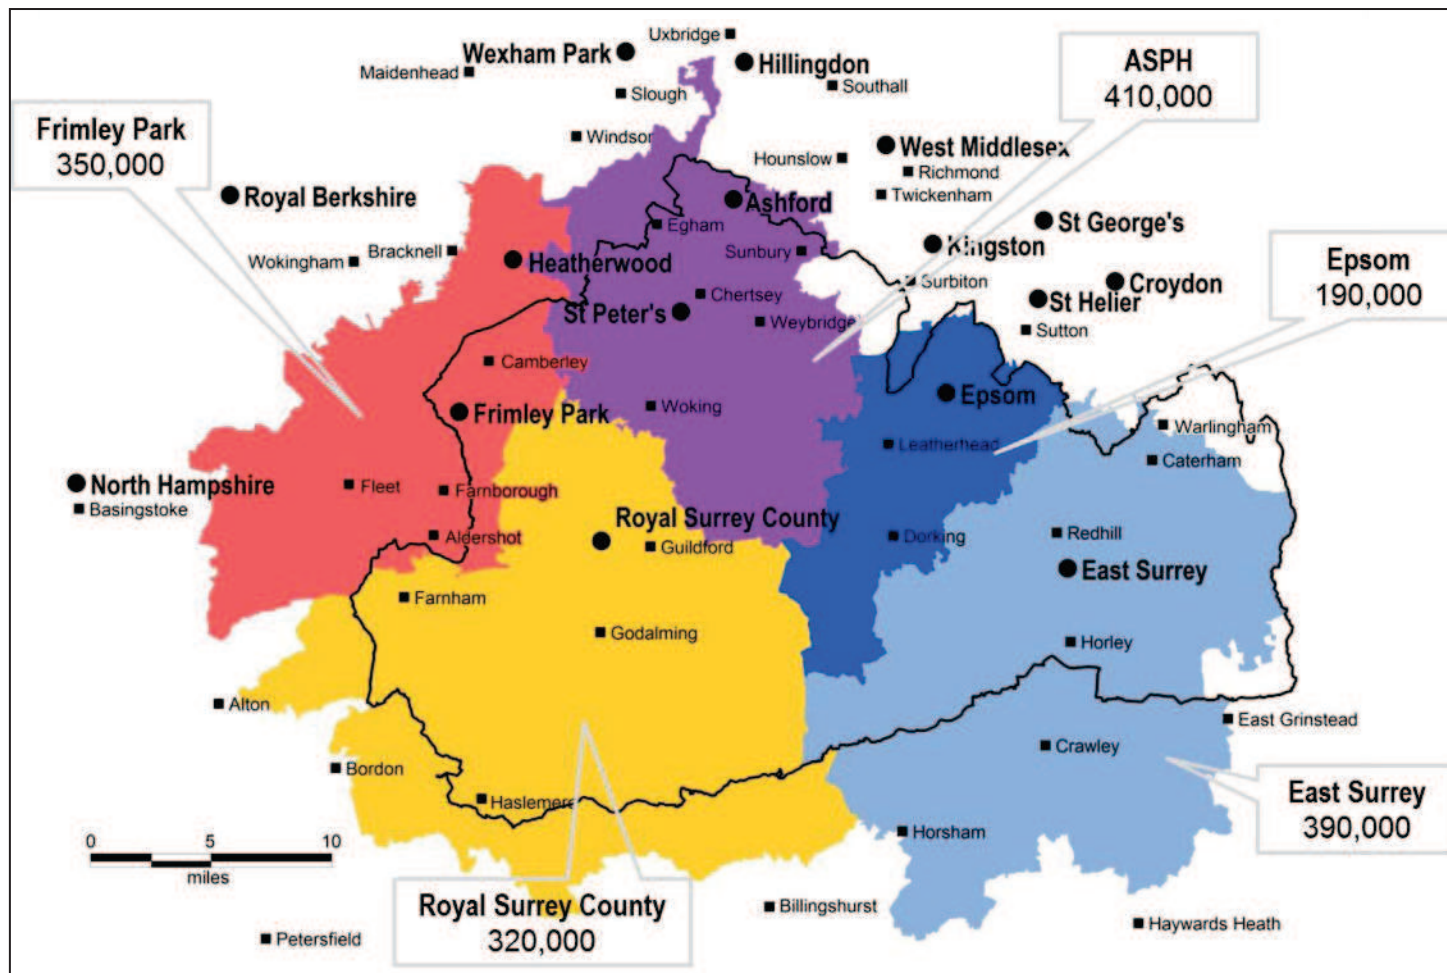 Uxbridge
Wexham Park
Hillingdon
Maidenhead
Slough
Southall
ASPH
410,000
Frimley Park
350,000
Windsor
Hounslow
West Middlesex
Richmond
Twickenham
Royal Berkshire
Ashford
Egham
St George's
Kingston
Bracknell
Wokingham
Heatherwood
Sunbury
Surbiton
Epsom
190,000
Chertsey
Croydon
St Helier
St Peter's
Weybridge
Sutton
Camberley
Epsom
Woking
Frimley Park
Warlingham
Leatherhead
Caterham
North Hampshire
Basingstoke
Fleet
Farnborough
Royal Surrey County
Aldershot
Guildford
Dorking
Redhill
East Surrey
Farnham
Godalming
Horley
Alton
East Grinstead
Crawley
Bordon
Haslemere
East Surrey
390,000
Horsham
0 5 10
miles
Royal Surrey County
320,000
Billingshurst
Haywards Heath
Petersfield